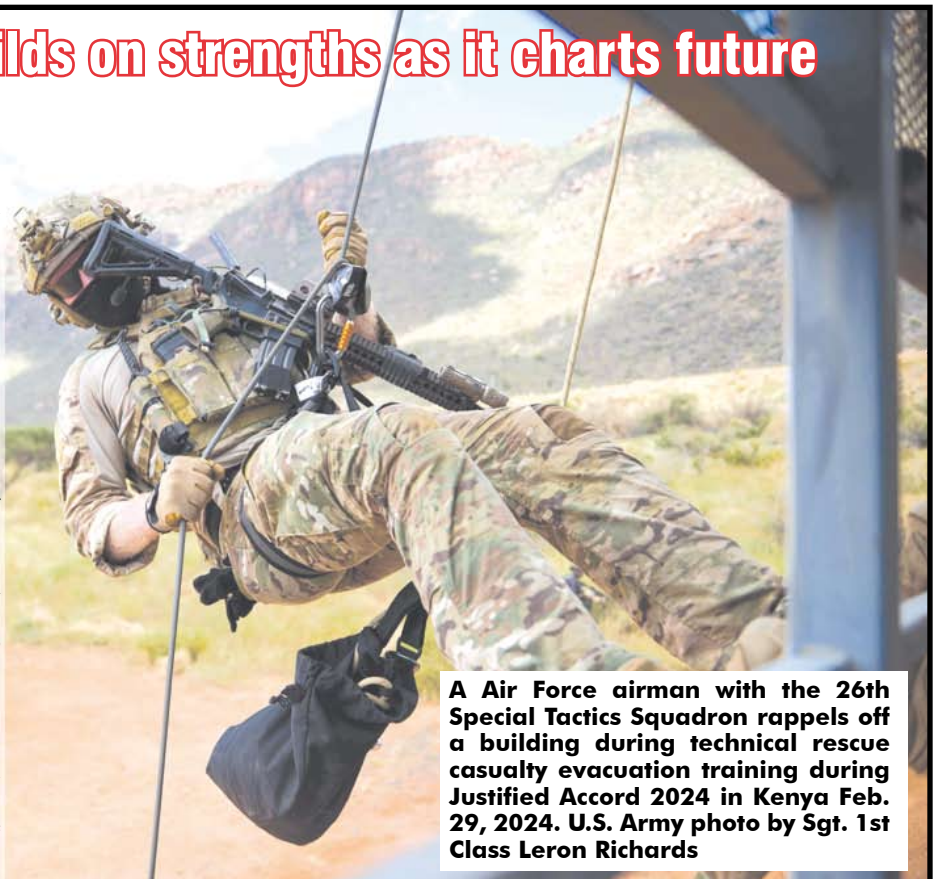 ilds on strengths as it charts future
A Air Force airman with the 26th
Special Tactics Squadron rappels off
a building during technical rescue
casualty evacuation training during
Justified Accord 2024 in Kenya Feb.
29, 2024. U.S. Army photo by Sgt. 1st
Class Leron Richards